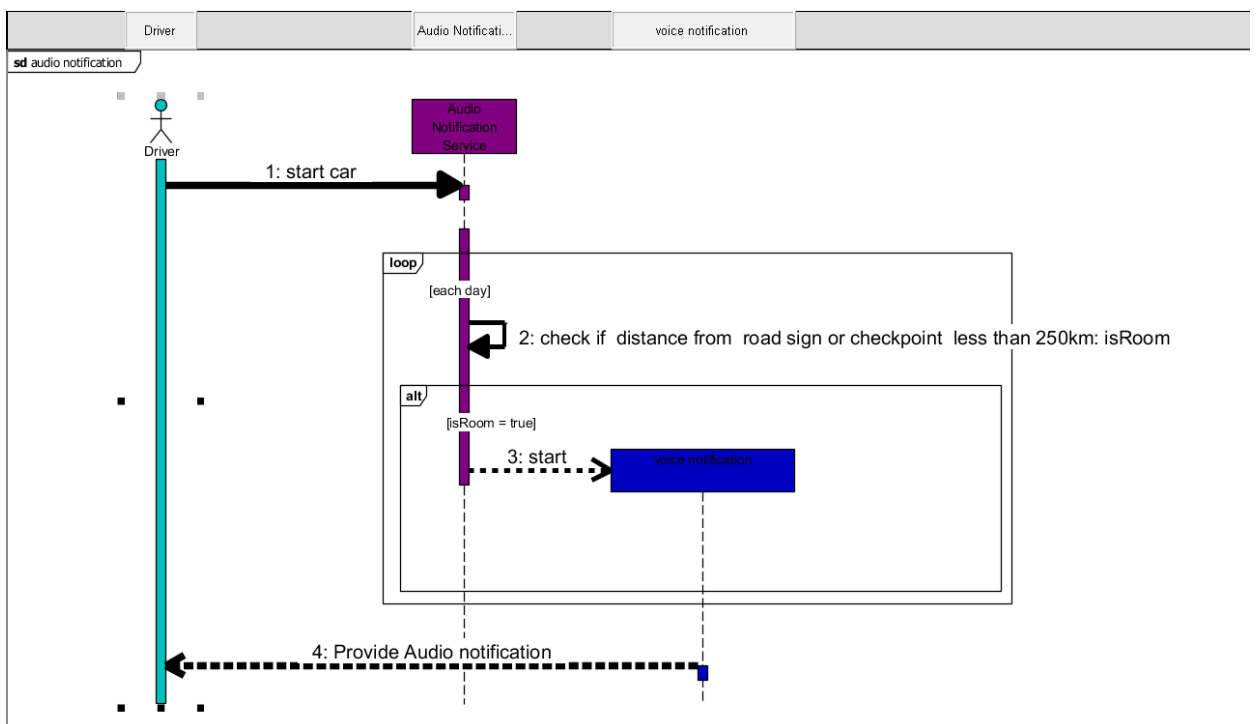 Driver
Audio Notificati...
voice notification
sd audio notification
Driver
Audio
Notification
Service
1: start car
loop
[each day]
2: check if distance from road sign or checkpoint less than 250km: isRoom
alt
[isRoom = true]
3: start
voice notification
4: Provide Audio notification